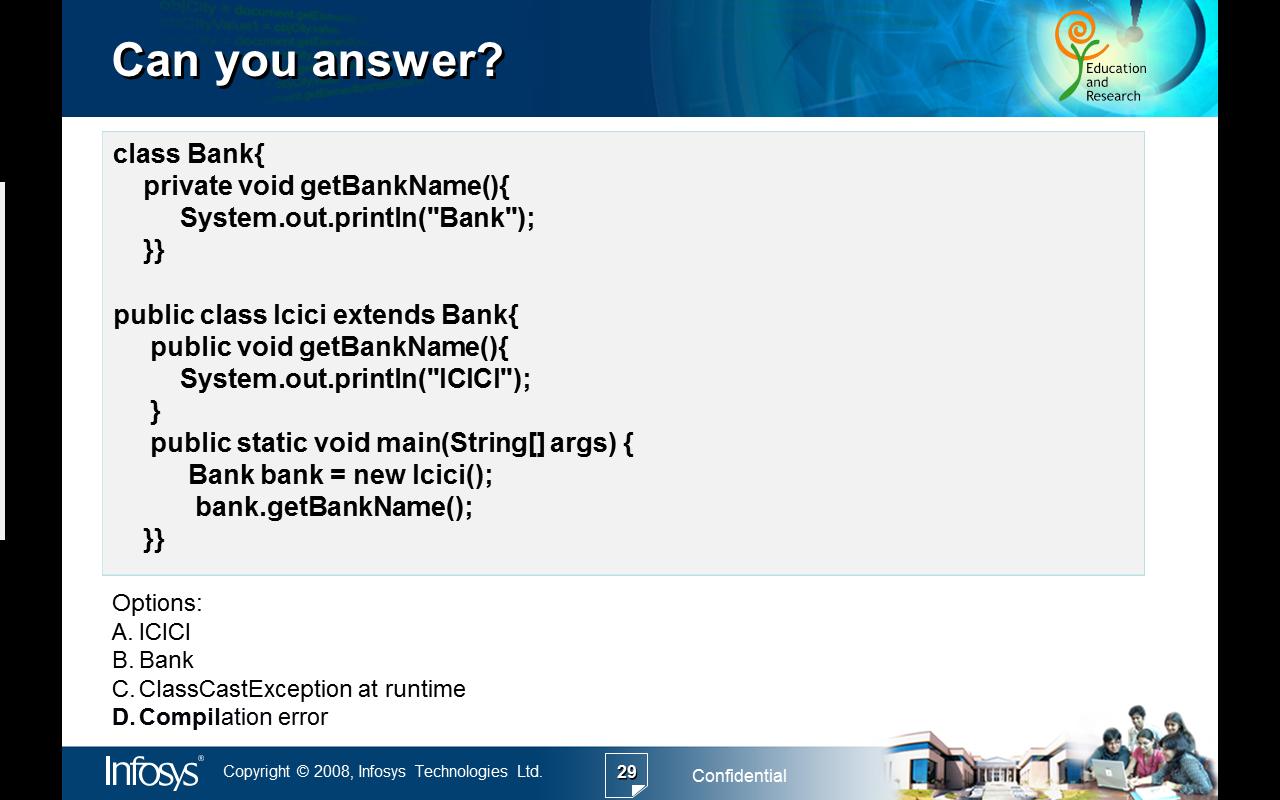 Can you answer?
Education
and
Research
class Bank{
private void getBankName(){
System.out.println("Bank");
}}
public class Icici extends Bank{
public void getBankName(){
System.out.println("ICICI");
}
public static void main(String[] args) {
Bank bank = new Icici();
bank.getBankName();
}}
Options:
A. ICICI
B. Bank
C. ClassCastException at runtime
D. Compilation error
Infosys® Copyright © 2008, Infosys Technologies Ltd. 29 Confidential